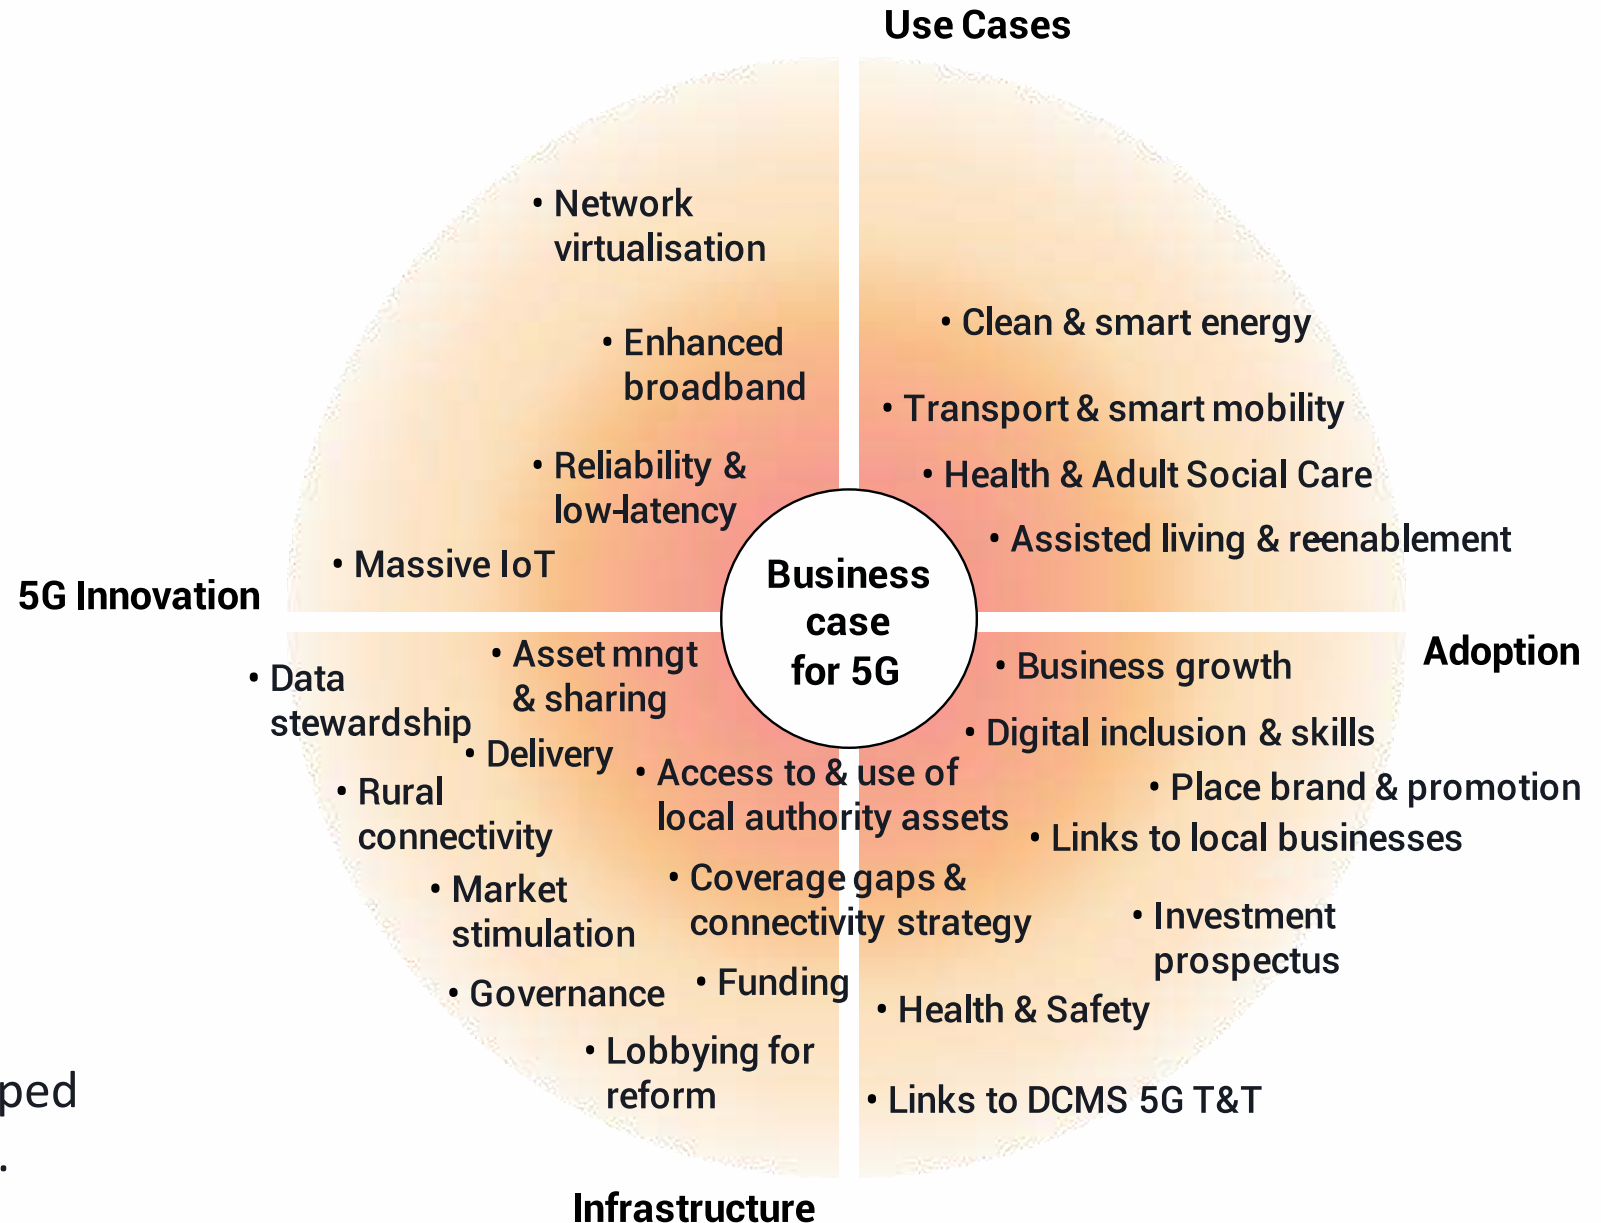 Use Cases
• Network
virtualisation
• Enhanced
broadband
• Reliability &
low-latency
• Massive IoT
5G Innovation
• Clean & smart energy
• Transport & smart mobility
• Health & Adult Social Care
• Assisted living & reenablement
Business
case
for 5G
Adoption
• Data
stewardship
• Asset mngt
& sharing
• Delivery
• Rural
connectivity
• Access to & use of
local authority assets
• Market
stimulation
• Coverage gaps &
connectivity strategy
• Governance
• Funding
• Lobbying for
reform
• Business growth
• Digital inclusion & skills
• Place brand & promotion
• Links to local businesses
• Investment
prospectus
• Health & Safety
• Links to DCMS 5G T&T
ped
.
Infrastructure